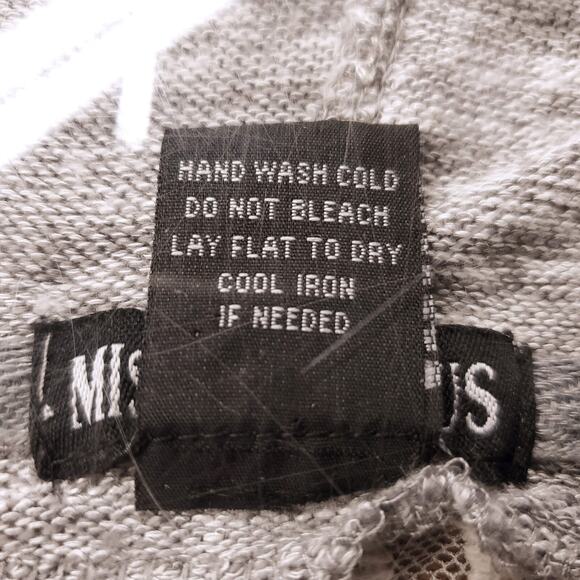 HAND WASH COLD
DO NOT BLEACH
LAY FLAT TO DRY
COOL IRON
IF NEEDED